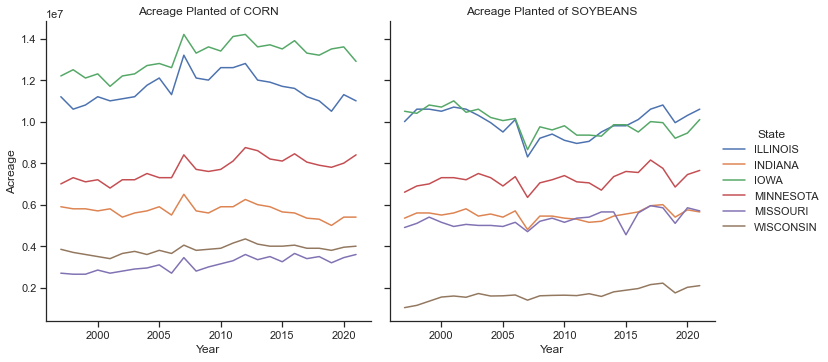 Acreage Planted of CORN
Acreage Planted of SOYBEANS
1e7
1.4
1.2
1.0
0.8
0.6
0.4
0.2
Acreage
2000
2005
2010
2015
2020
Year
2000
2005
2010
2015
2020
Year
State
ILLINOIS
INDIANA
IOWA
MINNESOTA
MISSOURI
WISCONSIN